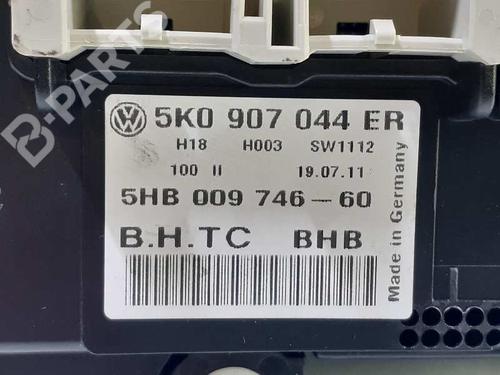 B-PARTS
5K0 907 044 ER
H18 H003 SW1112
100 II 19.07.11
5HB 009 746-60
B.H.TC BHB
Made in Germany